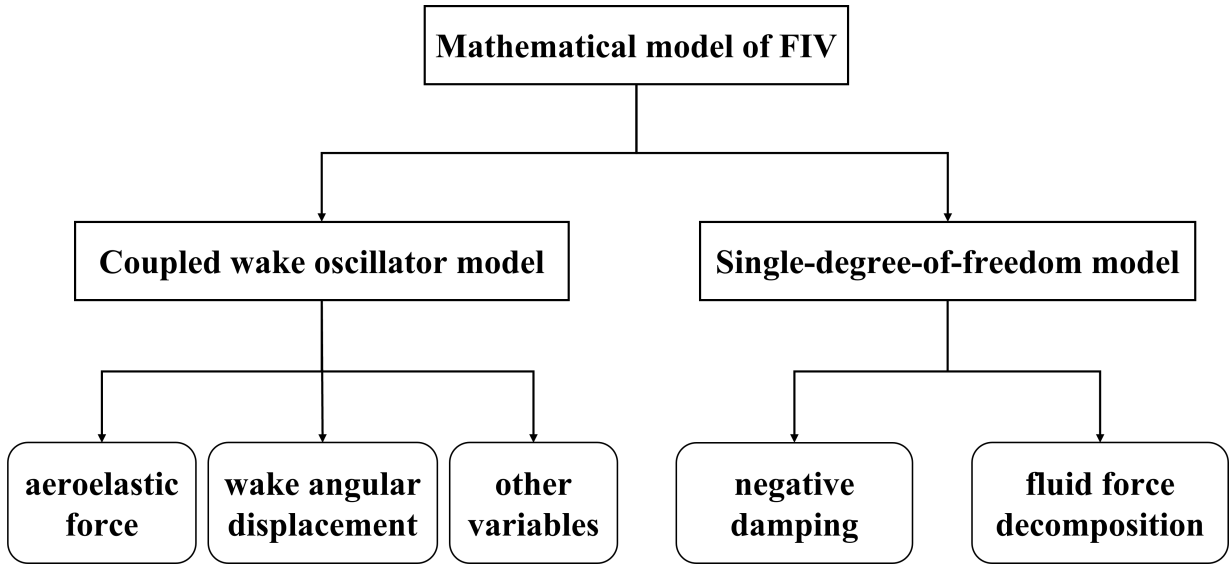 Mathematical model of FIV
Coupled wake oscillator model
Single-degree-of-freedom model
aeroelastic
force
wake angular
displacement
other
variables
negative
damping
fluid force
decomposition